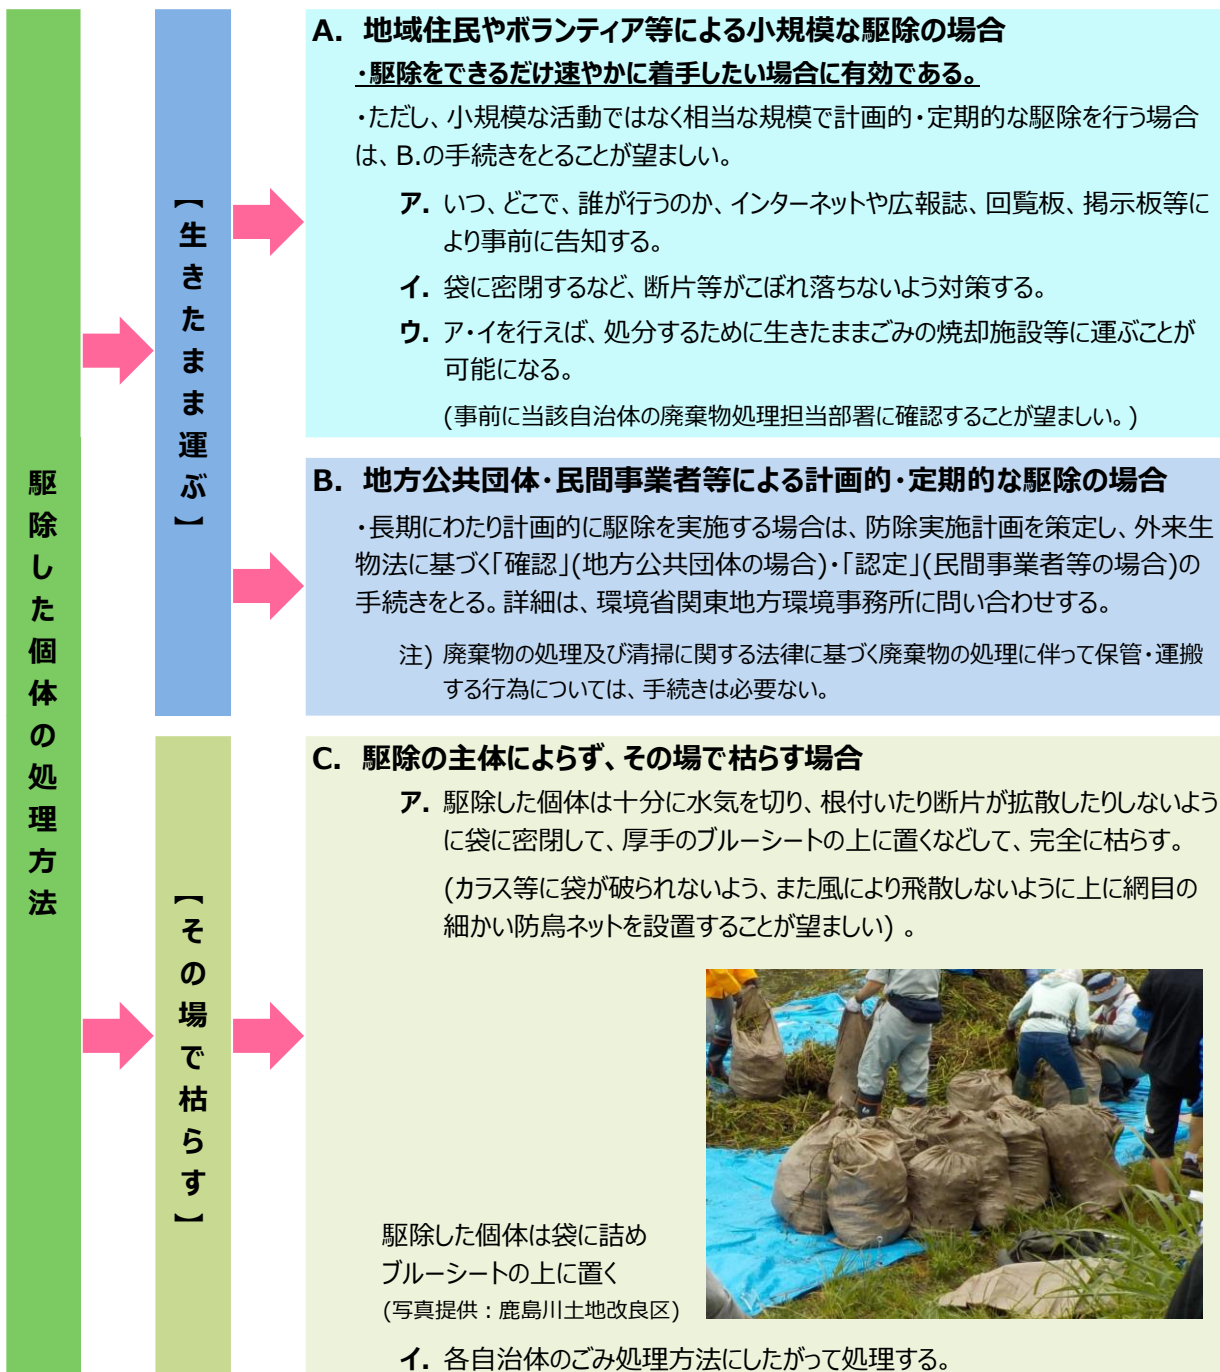 駆除した個体の処理方法
【生きたまま運ぶ】
A. 地域住民やボランティア等による小規模な駆除の場合
・駆除をできるだけ速やかに着手したい場合に有効である。
・ただし、小規模な活動ではなく相当な規模で計画的・定期的な駆除を行う場合
は、B.の手続きをとることが望ましい。
ア. いつ、どこで、誰が行うのか、インターネットや広報誌、回覧板、掲示板等に
より事前に告知する。
イ. 袋に密閉するなど、断片等がこぼれ落ちないよう対策する。
ウ. ア・イを行えば、処分するために生きたままごみの焼却施設等に運ぶことが
可能になる。
(事前に当該自治体の廃棄物処理担当部署に確認することが望ましい。)
B. 地方公共団体・民間事業者等による計画的・定期的な駆除の場合
・長期にわたり計画的に駆除を実施する場合は、防除実施計画を策定し、外来生
物法に基づく「確認」(地方公共団体の場合)・「認定」(民間事業者等の場合)の
手続きをとる。詳細は、環境省関東地方環境事務所に問い合わせする。
注) 廃棄物の処理及び清掃に関する法律に基づく廃棄物の処理に伴って保管・運搬
する行為については、手続きは必要ない。
【その場で枯らす】
C. 駆除の主体によらず、その場で枯らす場合
ア. 駆除した個体は十分に水気を切り、根付いたり断片が拡散したりしないよう
に袋に密閉して、厚手のブルーシートの上に置くなどして、完全に枯らす。
(カラス等に袋が破られないよう、また風により飛散しないように上に網目の
細かい防鳥ネットを設置することが望ましい) 。
駆除した個体は袋に詰め
ブルーシートの上に置く
(写真提供：鹿島川土地改良区)
イ. 各自治体のごみ処理方法にしたがって処理する。